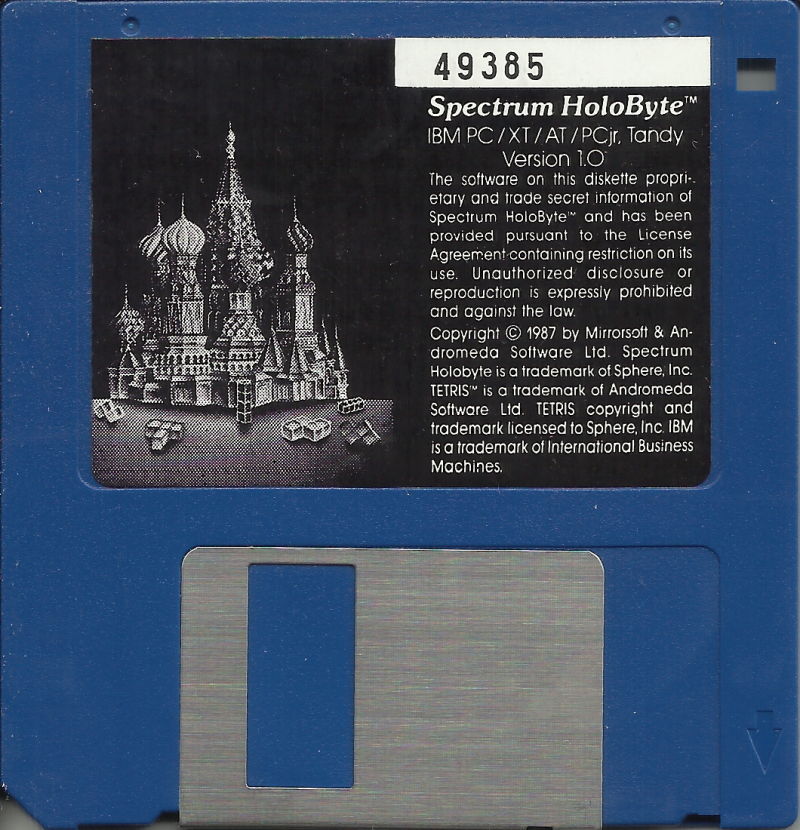 49385
Spectrum HoloByte™
IBM PC/XT/AT/PCjr, Tandy
Version 1.0
The software on this diskette propri-
etary and trade secret information of
Spectrum HoloByte™ and has been
provided pursuant to the License
Agreement containing restriction on its
use. Unauthorized disclosure or
reproduction is expressly prohibited
and against the law.
Copyright © 1987 by Mirrorsoft & An-
dromeda Software Ltd. Spectrum
Holobyte is a trademark of Sphere, Inc.
TETRIS™ is a trademark of Andromeda
Software Ltd. TETRIS copyright and
trademark licensed to Sphere, Inc. IBM
is a trademark of International Business
Machines.